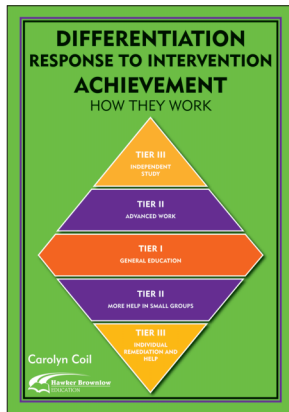 DIFFERENTIATION
RESPONSE TO INTERVENTION
ACHIEVEMENT
HOW THEY WORK
TIER III
INDEPENDENT
STUDY
TIER II
ADVANCED WORK
TIER I
GENERAL EDUCATION
TIER II
MORE HELP IN SMALL GROUPS
TIER III
INDIVIDUAL
REMEDIATION AND
HELP
Carolyn Coil
Hawker Brownlow
EDUCATION